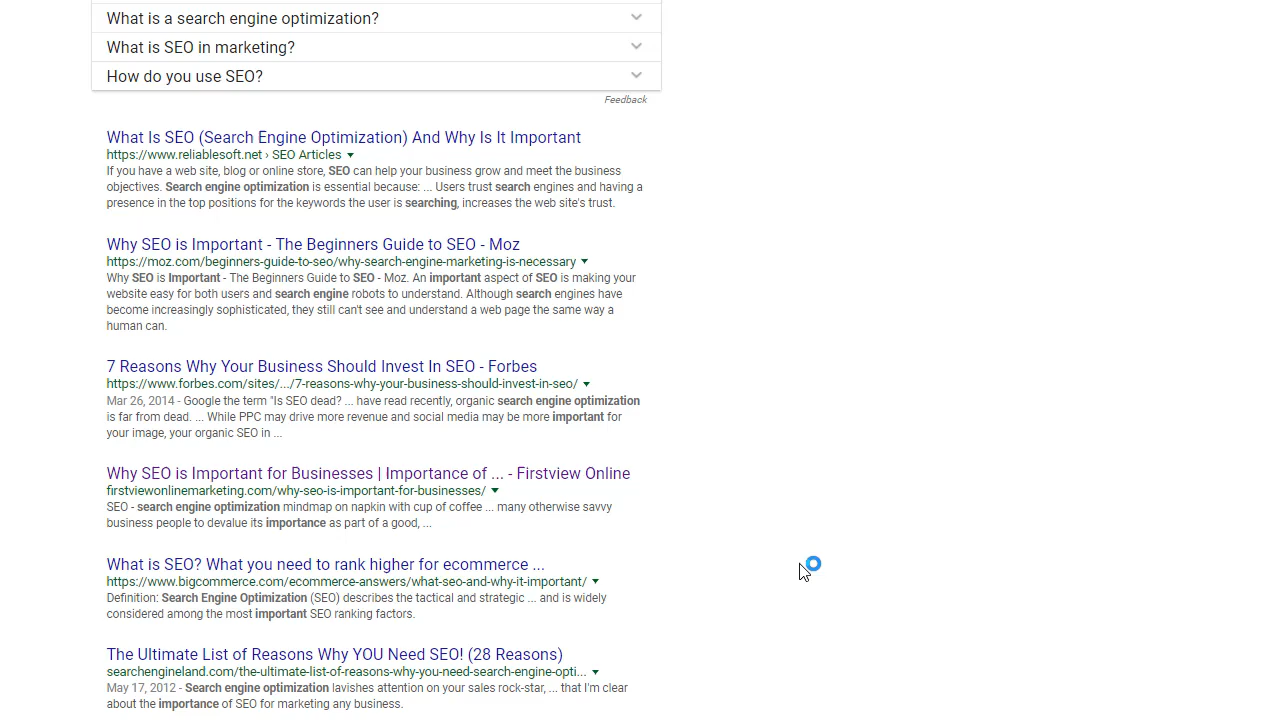 What is a search engine optimization?
What is SEO in marketing?
How do you use SEO?
Feedback
What Is SEO (Search Engine Optimization) And Why Is It Important
https://www.reliablesoft.net › SEO Articles
If you have a web site, blog or online store, SEO can help your business grow and meet the business
objectives. Search engine optimization is essential because: ... Users trust search engines and having a
presence in the top positions for the keywords the user is searching, increases the web site's trust.
Why SEO is Important - The Beginners Guide to SEO - Moz
https://moz.com/beginners-guide-to-seo/why-search-engine-marketing-is-necessary
Why SEO is Important - The Beginners Guide to SEO - Moz. An important aspect of SEO is making your
website easy for both users and search engine robots to understand. Although search engines have
become increasingly sophisticated, they still can't see and understand a web page the same way a
human can.
7 Reasons Why Your Business Should Invest In SEO - Forbes
https://www.forbes.com/sites/.../7-reasons-why-your-business-should-invest-in-seo/
Mar 26, 2014 - Google the term "Is SEO dead? ... have read recently, organic search engine optimization
is far from dead. ... While PPC may drive more revenue and social media may be more important for
your image, your organic SEO in ...
Why SEO is Important for Businesses | Importance of ... - Firstview Online
firstviewonlinemarketing.com/why-seo-is-important-for-businesses/
SEO - search engine optimization mindmap on napkin with cup of coffee ... many otherwise savvy
business people to devalue its importance as part of a good, ...
What is SEO? What you need to rank higher for ecommerce ...
https://www.bigcommerce.com/ecommerce-answers/what-seo-and-why-it-important/
Definition: Search Engine Optimization (SEO) describes the tactical and strategic ... and is widely
considered among the most important SEO ranking factors.
The Ultimate List of Reasons Why YOU Need SEO! (28 Reasons)
searchengineland.com/the-ultimate-list-of-reasons-why-you-need-search-engine-opti...
May 17, 2012 - Search engine optimization lavishes attention on your sales rock-star, ... that I'm clear
about the importance of SEO for marketing any business.